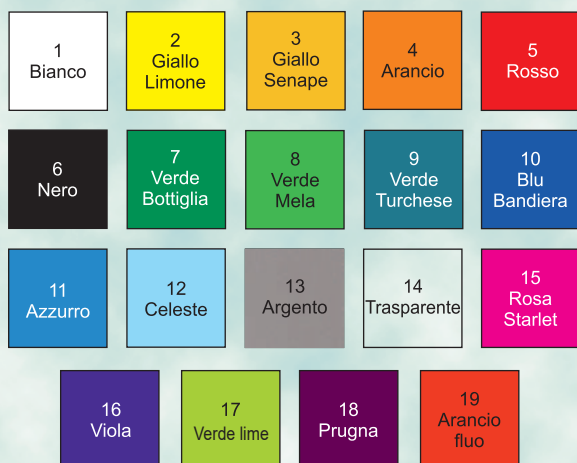 1
Bianco
2
Giallo
Limone
3
Giallo
Senape
4
Arancio
5
Rosso
6
Nero
7
Verde
Bottiglia
8
Verde
Mela
9
Verde
Turchese
10
Blu
Bandiera
11
Azzurro
12
Celeste
13
Argento
14
Trasparente
15
Rosa
Starlet
16
Viola
17
Verde lime
18
Prugna
19
Arancio
fluo